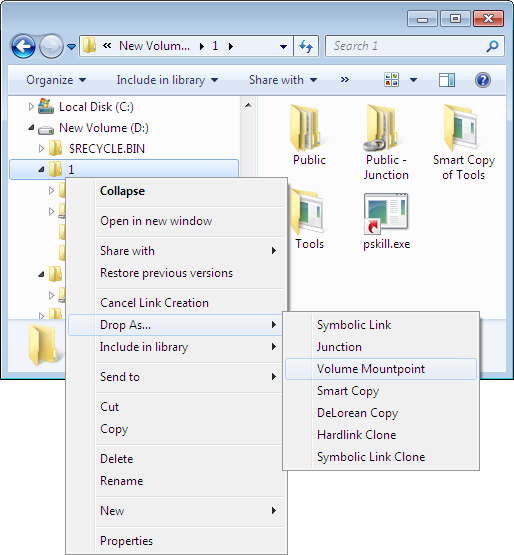 New Volum... 1
Search 1
Organize Include in library Share with »
Local Disk (C:)
New Volume (D:)
$RECYCLE.BIN
1
Public
Public - Junction
Smart Copy of Tools
Tools
pskill.exe
Collapse
Open in new window
Share with
Restore previous versions
Cancel Link Creation
Drop As...
Include in library
Send to
Cut
Copy
Delete
Rename
New
Properties
Symbolic Link
Junction
Volume Mountpoint
Smart Copy
DeLorean Copy
Hardlink Clone
Symbolic Link Clone